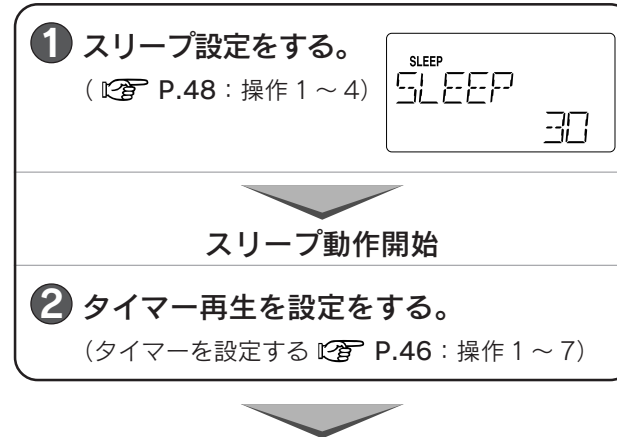 ❶ スリープ設定をする。
(☞ P.48：操作 1 ～ 4)
SLEEP
SLEEP
30
スリープ動作開始
❷ タイマー再生を設定をする。
(タイマーを設定する ☞ P.46：操作 1 ～ 7)